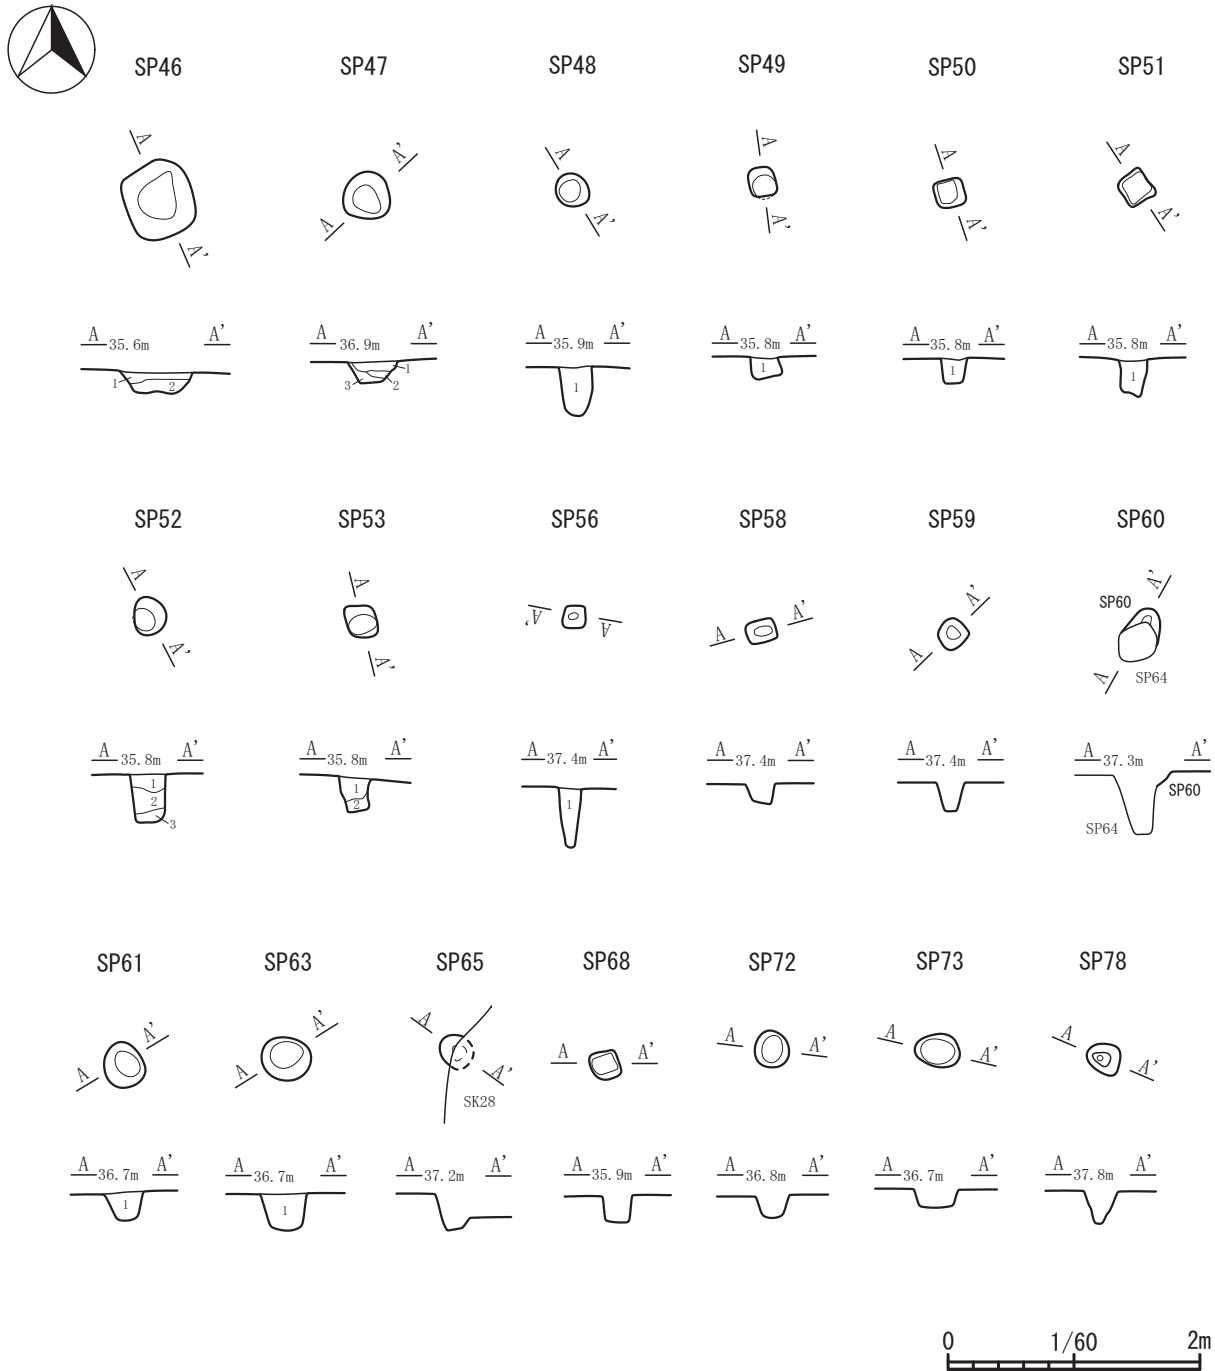 SP46 SP47 SP48 SP49 SP50 SP51
A A' A A' A A' A A' A A' A A'
A 35.6m A' A 36.9m A' A 35.9m A' A 35.8m A' A 35.8m A' A 35.8m A'
1 2 3 1 2 1 1 1 1
SP52 SP53 SP56 SP58 SP59 SP60
A A' A A' A' A A A' A A' SP60 A'
A SP64
A 35.8m A' A 35.8m A' A 37.4m A' A 37.4m A' A 37.4m A' A 37.3m A'
1 2 3 1 2 1 SP64 SP60
SP61 SP63 SP65 SP68 SP72 SP73 SP78
A A' A A' A A' A A' A A' A A' A A'
SK28
A 36.7m A' A 36.7m A' A 37.2m A' A 35.9m A' A 36.8m A' A 36.7m A' A 37.8m A'
1 1
0 1/60 2m